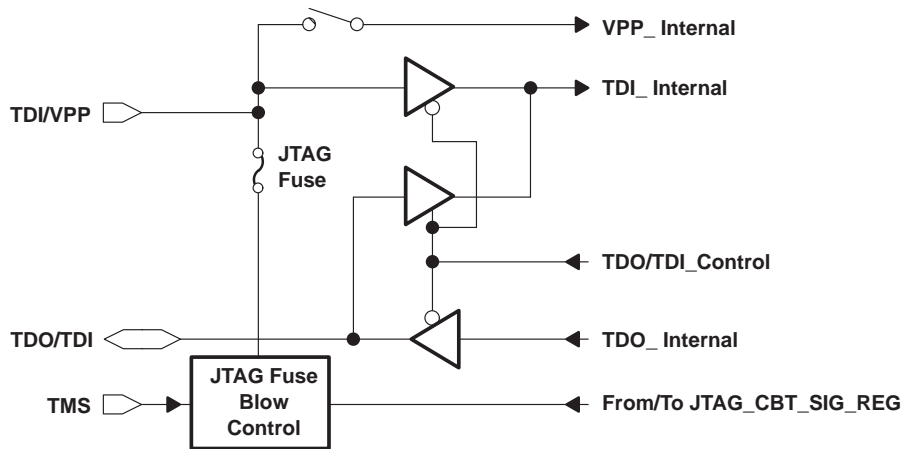 VPP_ Internal
TDI_ Internal
TDI/VPP
JTAG
Fuse
TDO/TDI_Control
TDO/TDI
TDO_ Internal
JTAG Fuse
Blow
Control
TMS
From/To JTAG_CBT_SIG_REG